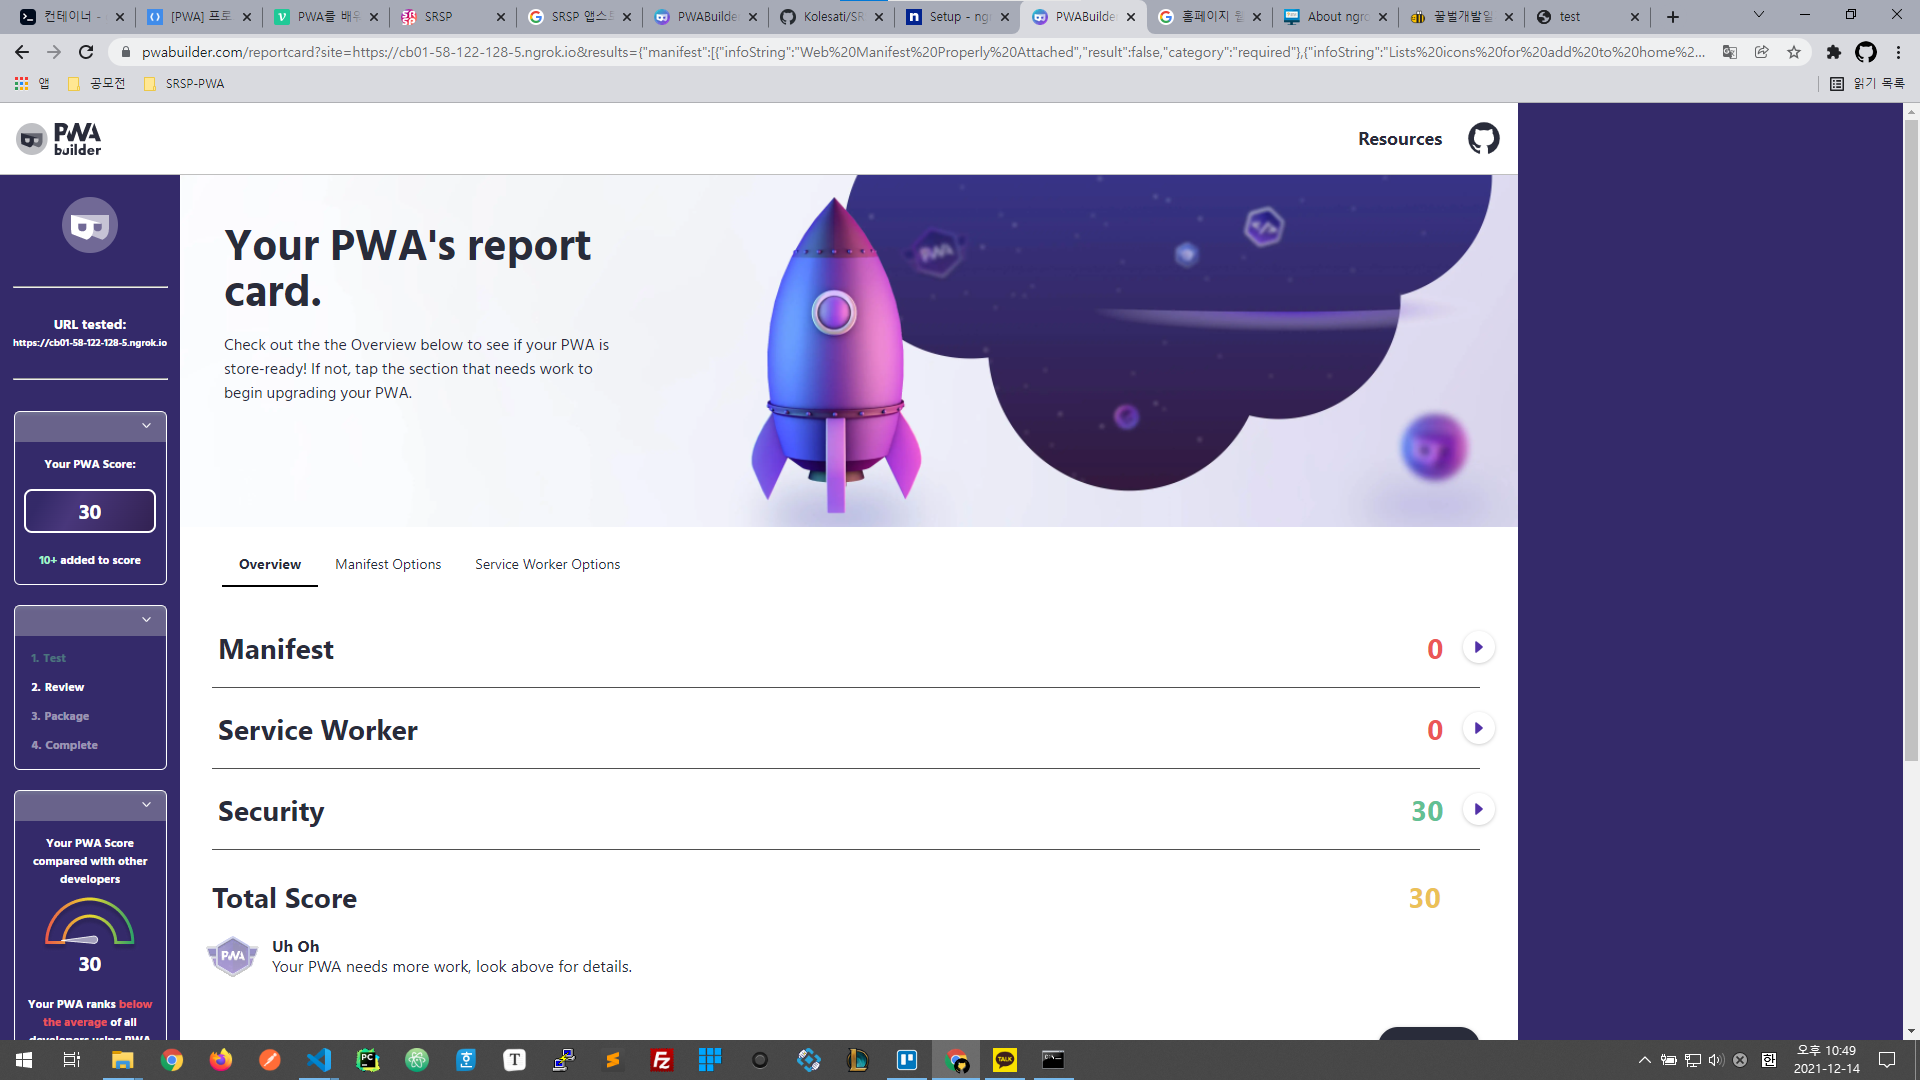 컨테이너 -
[PWA] 프로
PWA를 배우
SRSP
SRSP 앱스
PWABuilder
Kolesati/SR
Setup - ng
PWABuilder
홈페이지
About ngro
꿀벌개발일
test
pwabuilder.com/reportcard?site=https://cb01-58-122-128-5.ngrok.io&results={"manifest":[{"infoString":"Web%20Manifest%20Properly%20Attached","result":false,"category":"required"},{"infoString":"Lists%20icons%20for%20add%20to%20home%2...
앱
공모전
SRSP-PWA
읽기 목록
PWA
builder
Resources
URL tested:
https://cb01-58-122-128-5.ngrok.io
Your PWA Score:
30
10+ added to score
1. Test
2. Review
3. Package
4. Complete
Your PWA Score
compared with other
developers
30
Your PWA ranks below
the average of all
developers using PWA
Your PWA's report
card.
Check out the the Overview below to see if your PWA is
store-ready! If not, tap the section that needs work to
begin upgrading your PWA.
PWA
Overview
Manifest Options
Service Worker Options
Manifest
0
Service Worker
0
Security
30
Total Score
30
PWA
Uh Oh
Your PWA needs more work, look above for details.
오후 10:49
2021-12-14